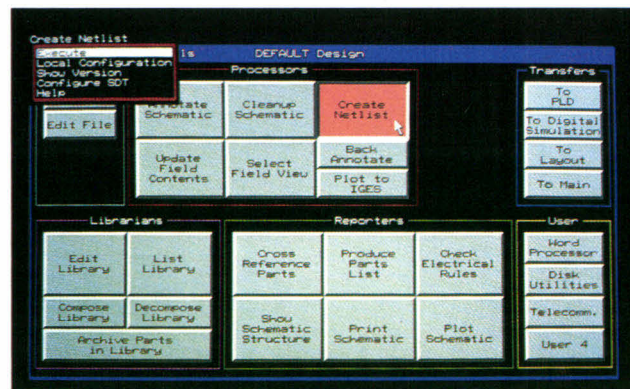 Create Netlist
Execute
Local Configuration
Show Version
Configure SDT
Help
ls DEFAULT Design
Processors
Transfers
Edit File
Annotate
Schematic
Cleanup
Schematic
Create
Netlist
Update
Field
Contents
Select
Field View
Back
Annotate
Plot to
IGES
To
PLD
To Digital
Simulation
To
Layout
To Main
Librarians
Reporters
User
Edit
Library
List
Library
Compose
Library
Decompose
Library
Archive Parts
in Library
Cross
Reference
Parts
Produce
Parts
List
Check
Electrical
Rules
Show
Schematic
Structure
Print
Schematic
Plot
Schematic
Word
Processor
Disk
Utilities
Telecomm.
User 4